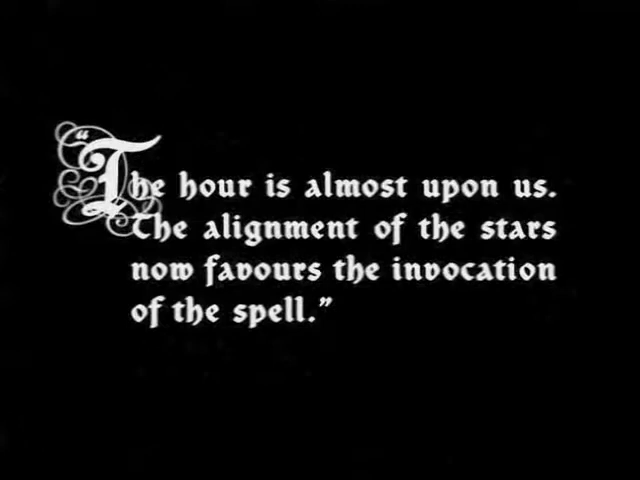 “The hour is almost upon us.
The alignment of the stars
now favours the invocation
of the spell.”